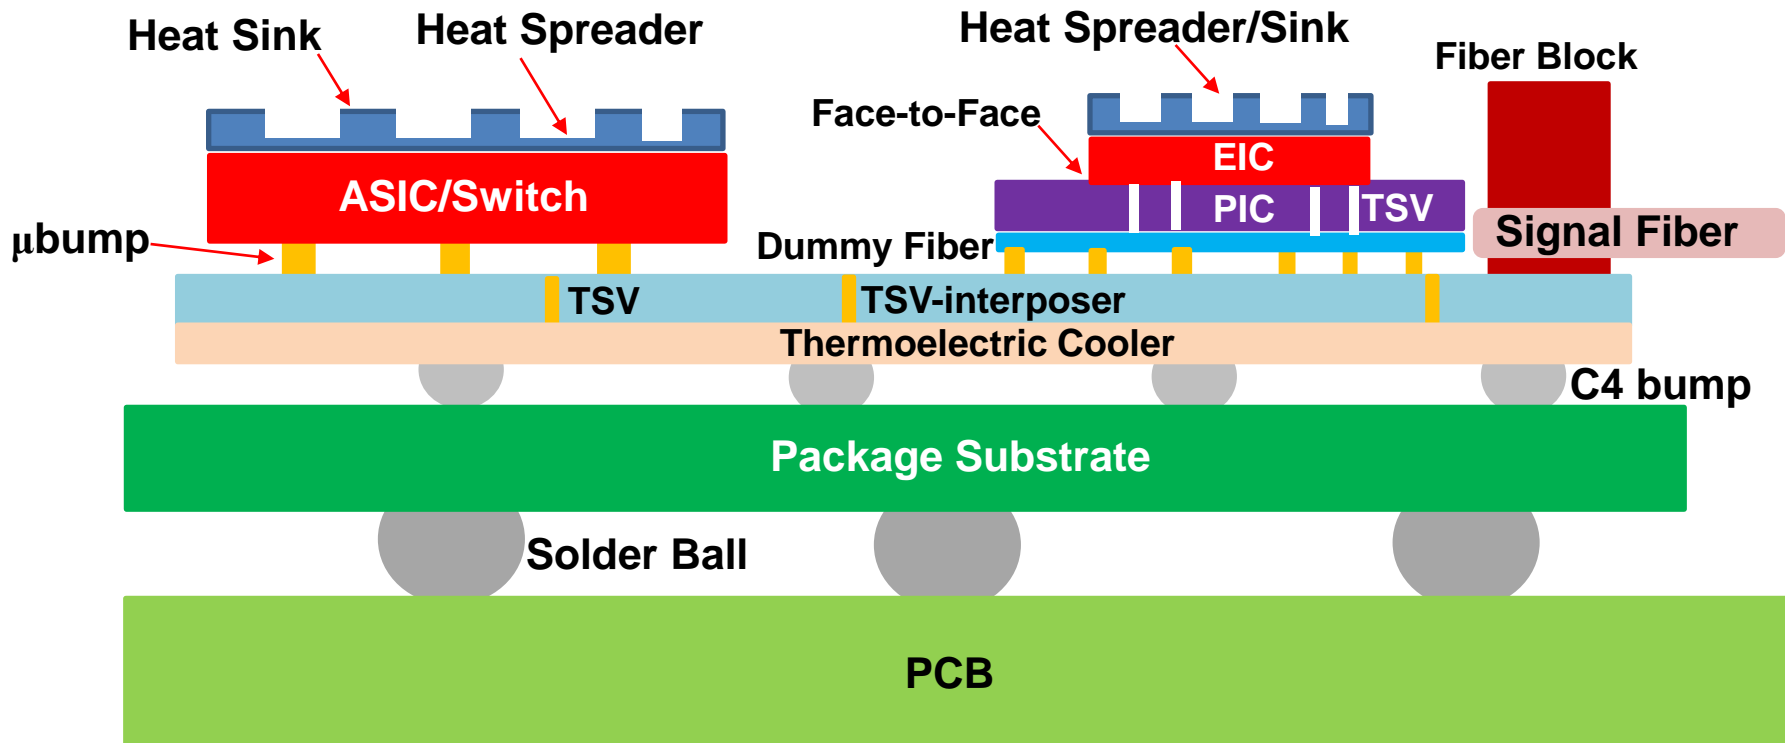 Heat Sink
Heat Spreader
Heat Spreader/Sink
Fiber Block
Face-to-Face
EIC
ASIC/Switch
PIC
TSV
Signal Fiber
μbump
Dummy Fiber
TSV
TSV-interposer
Thermoelectric Cooler
C4 bump
Package Substrate
Solder Ball
PCB